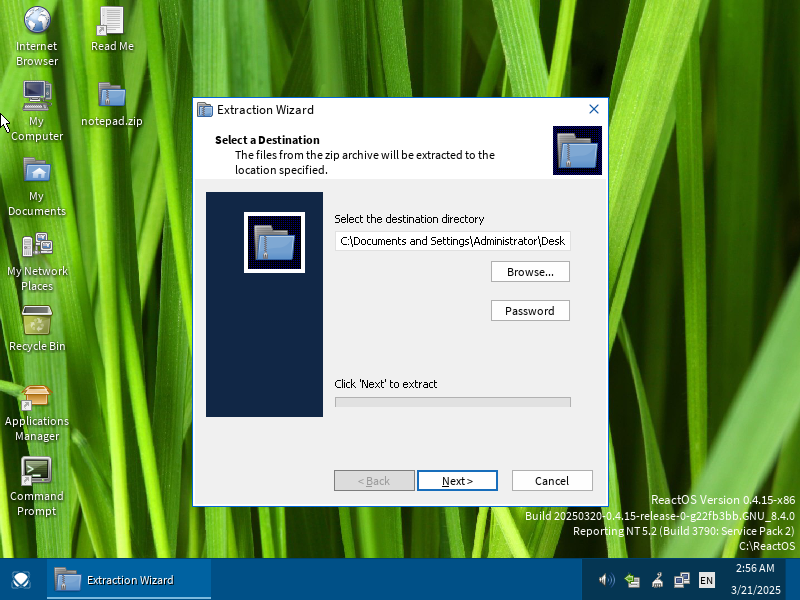 Internet
Browser
Read Me
My
Computer
notepad.zip
My
Documents
My Network
Places
Recycle Bin
Applications
Manager
Command
Prompt
Extraction Wizard
Select a Destination
The files from the zip archive will be extracted to the
location specified.
Select the destination directory
C:\Documents and Settings\Administrator\Desk
Browse...
Password
Click 'Next' to extract
< Back
Next >
Cancel
ReactOS Version 0.4.15-x86
Build 20250320-0.4.15-release-0-g22fb3bb.GNU_8.4.0
Reporting NT 5.2 (Build 3790: Service Pack 2)
C:\ReactOS
Extraction Wizard
EN
2:56 AM
3/21/2025